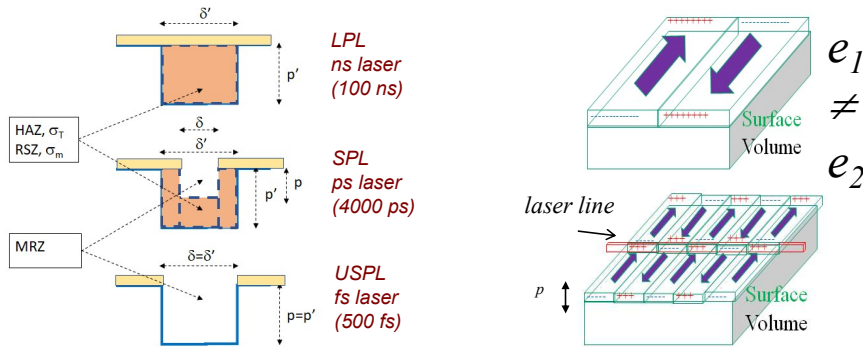 δ'
p'
LPL
ns laser
(100 ns)
HAZ, σT
RSZ, σm
δ
δ'
p'
p
SPL
ps laser
(4000 ps)
MRZ
δ=δ'
p=p'
USPL
fs laser
(500 fs)
Surface
Volume
e1
≠
e2
laser line
p
Surface
Volume